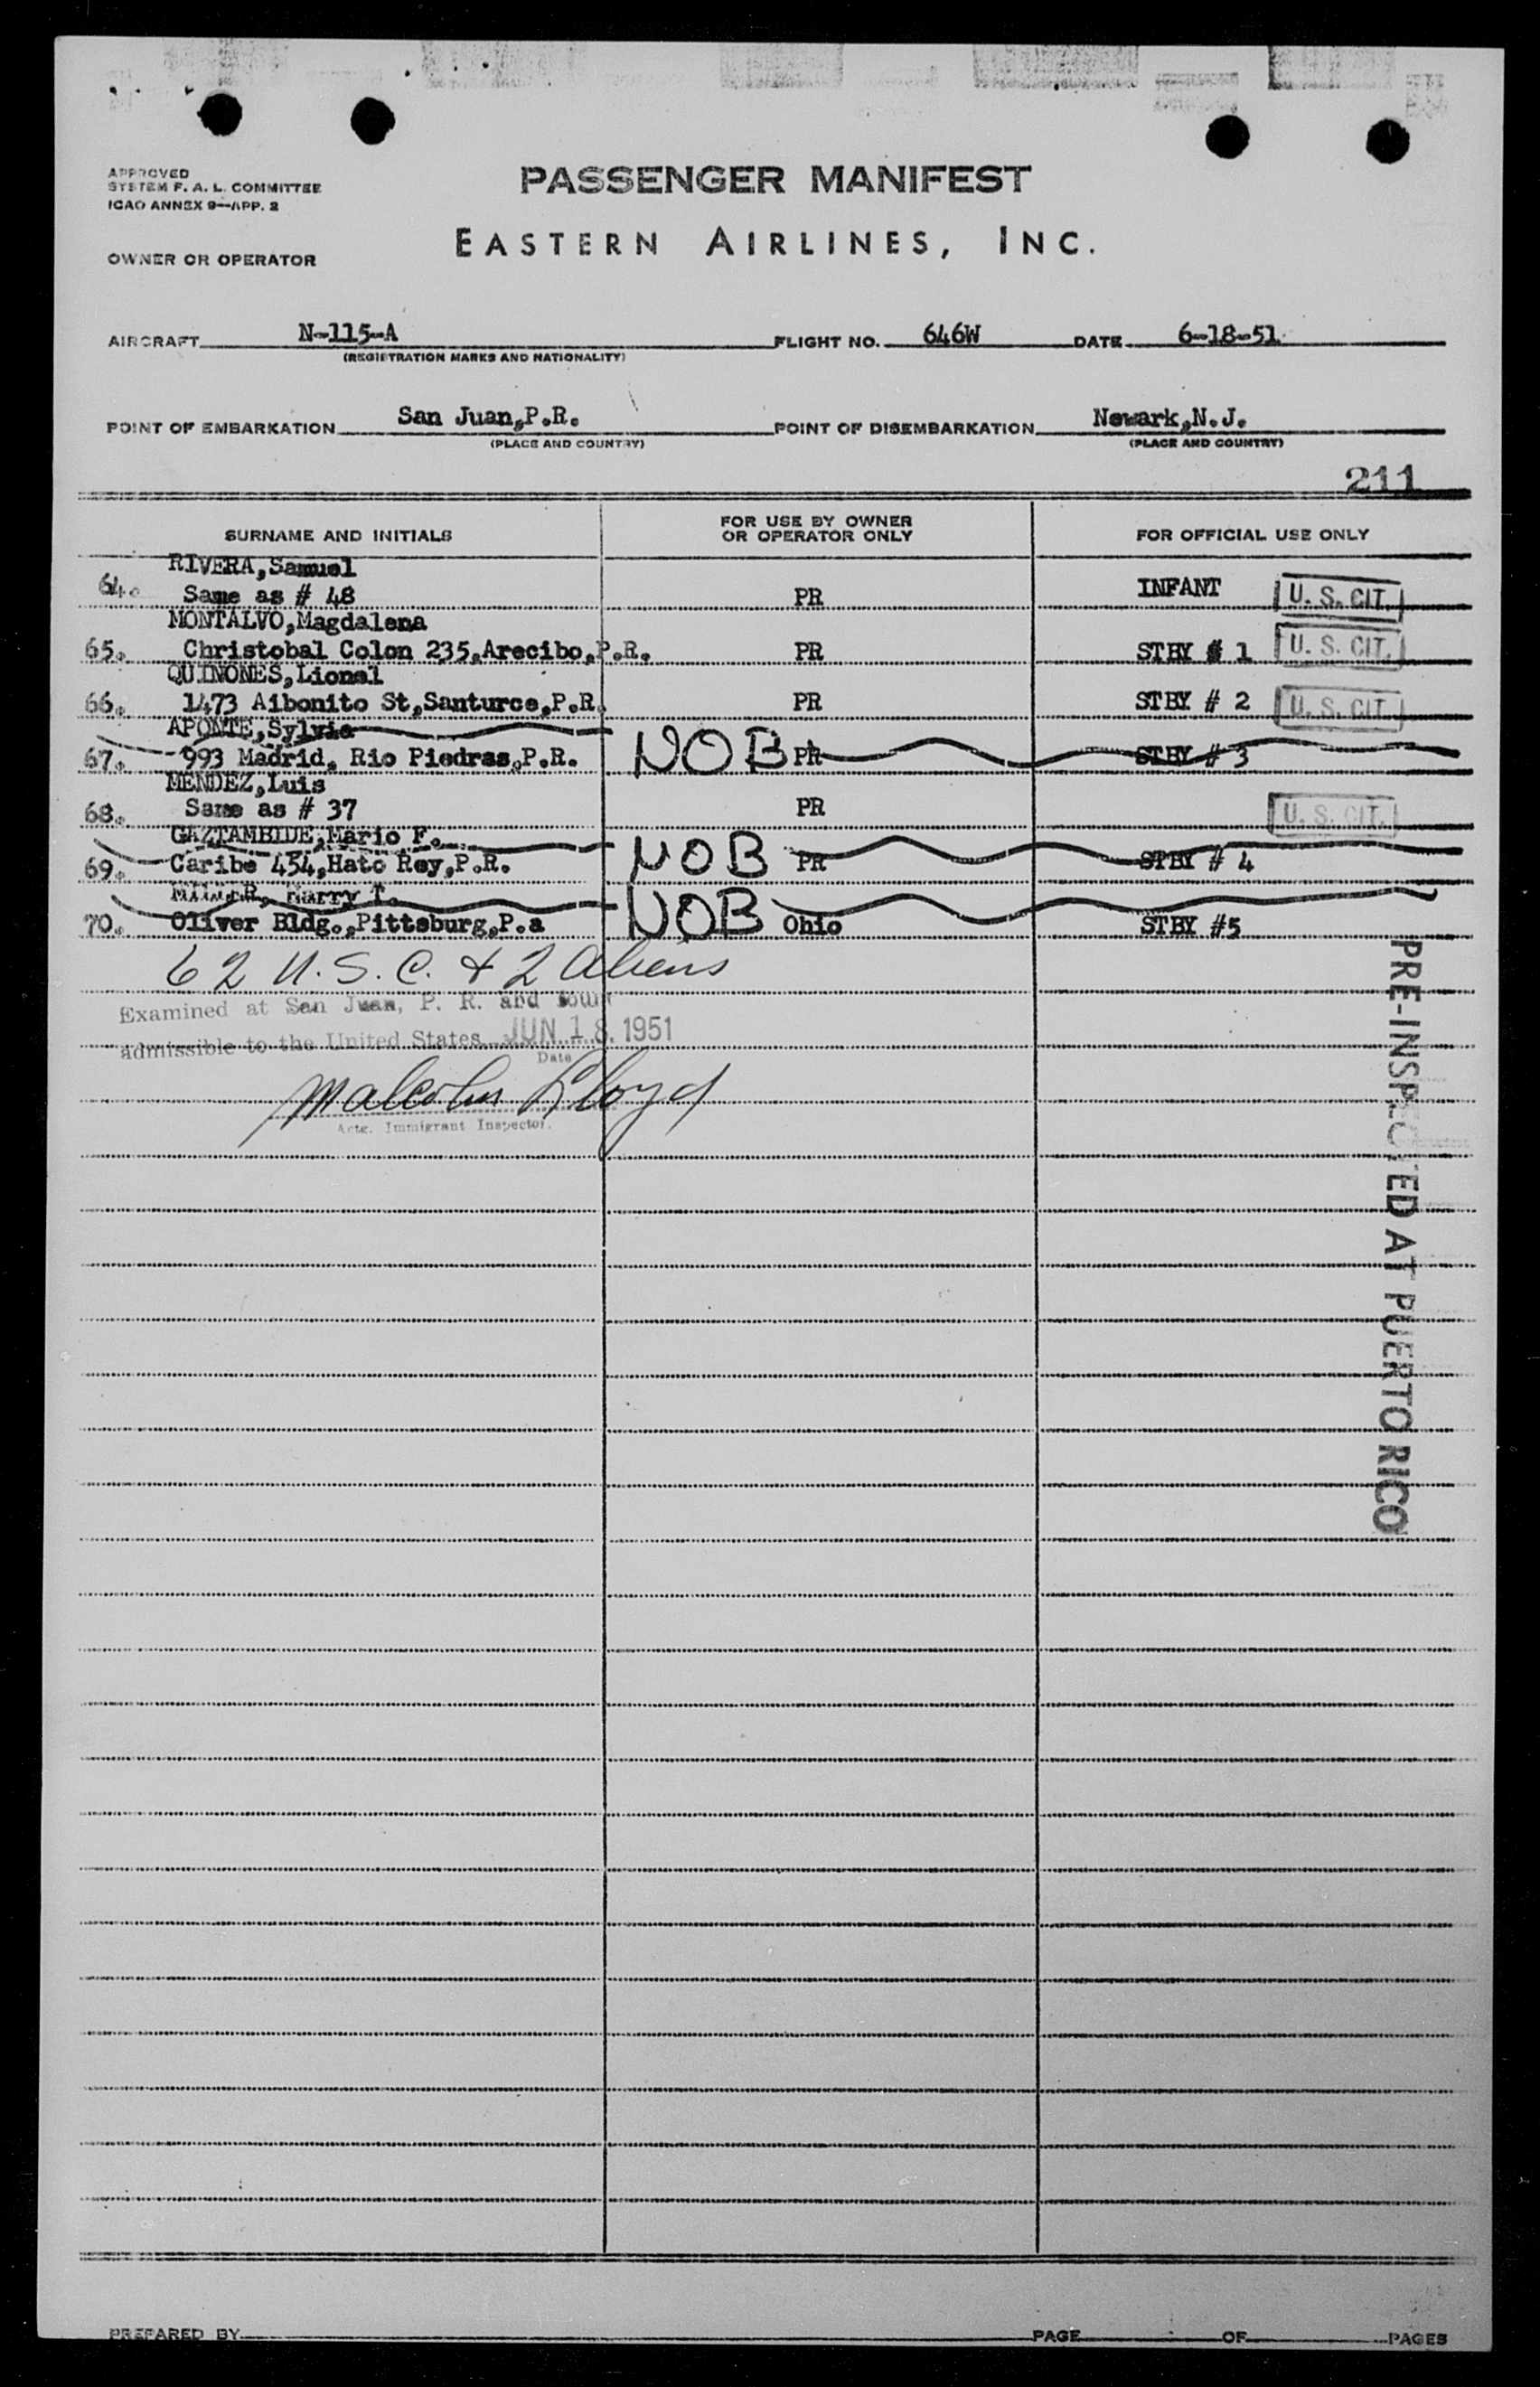 APPROVED
SYSTEM F. A. L. COMMITTEE
ICAO ANNEX 9—APP. 2
PASSENGER MANIFEST
EASTERN AIRLINES, INC.
OWNER OR OPERATOR
AIRCRAFT N-115-A FLIGHT NO. 646W DATE 6-18-51
(REGISTRATION MARKS AND NATIONALITY)
POINT OF EMBARKATION San Juan,P.R. POINT OF DISEMBARKATION Newark,N.J.
(PLACE AND COUNTRY) (PLACE AND COUNTRY)
211
SURNAME AND INITIALS FOR USE BY OWNER OR OPERATOR ONLY FOR OFFICIAL USE ONLY
RIVERA,Samuel
64. Same as # 48 PR INFANT U. S. CIT.
MONTALVO,Magdalena
65. Christobal Colon 235,Arecibo,P.R. PR STBY # 1 U. S. CIT.
QUINONES,Lionel
66. 1473 Aibonito St,Santurce,P.R. PR STBY # 2 U. S. CIT.
APONTE,Sylvia
67. 993 Madrid, Rio Piedras,P.R. NOB PR STBY # 3
MENDEZ,Luis
68. Same as # 37 PR U. S. CIT.
GAZTAMBIDE,Mario F.
69. Caribe 454,Hato Rey,P.R. NOB PR STBY # 4
Harry T.
70. Oliver Bldg.,Pittsburg,P.a NOB Ohio STBY #5
62 U.S.C. & 2 Aliens
Examined at San Juan, P. R. and found
admissible to the United States JUN 18 1951
Date
Malcolm Lloyd
Actg. Immigrant Inspector.
PRE-INSPECTED AT PUERTO RICO
PREPARED BY PAGE OF PAGES